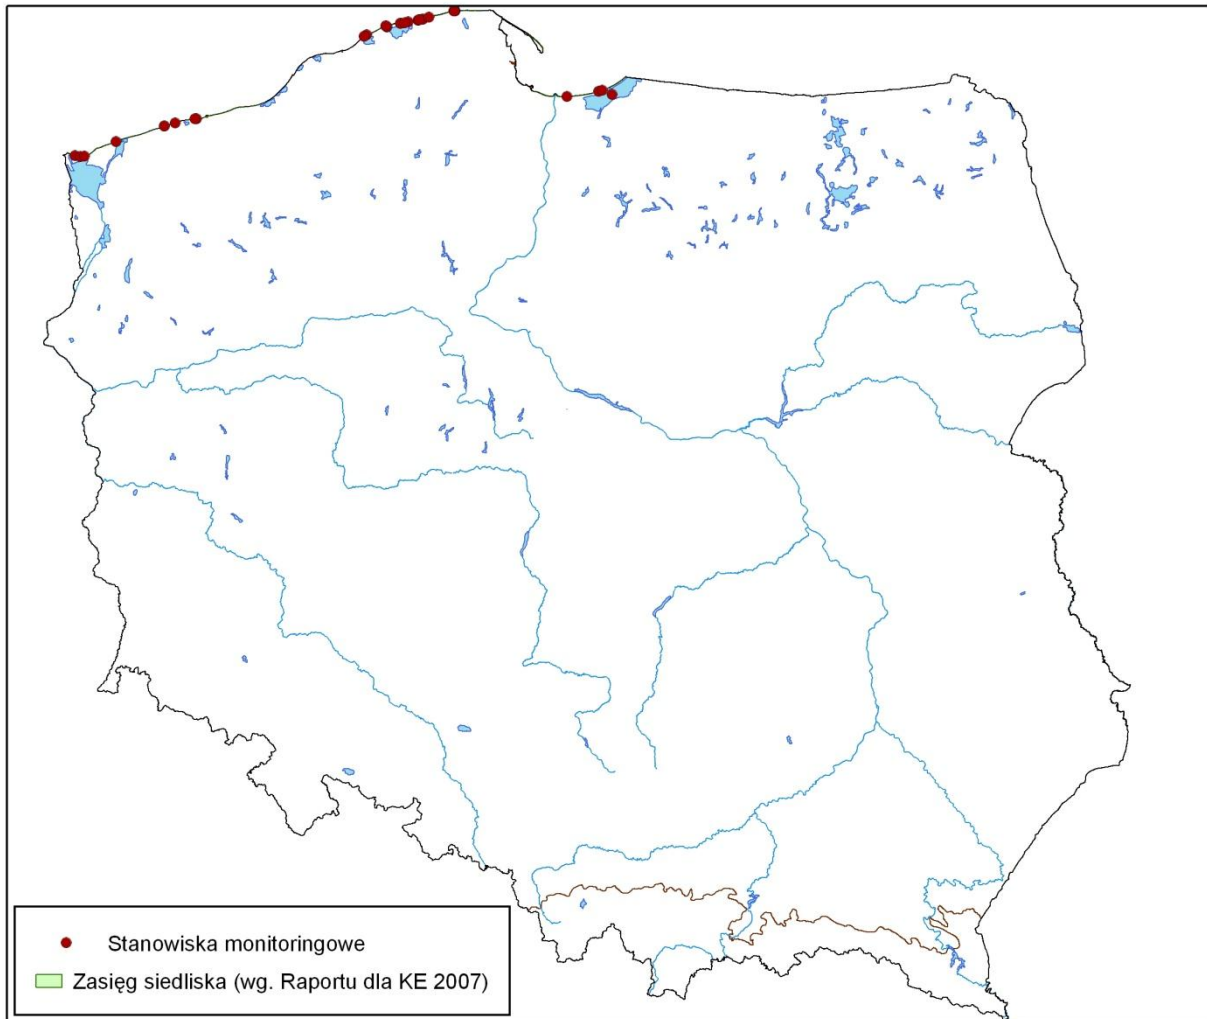 Stanowiska monitoringowe
Zasięg siedliska (wg. Raportu dla KE 2007)